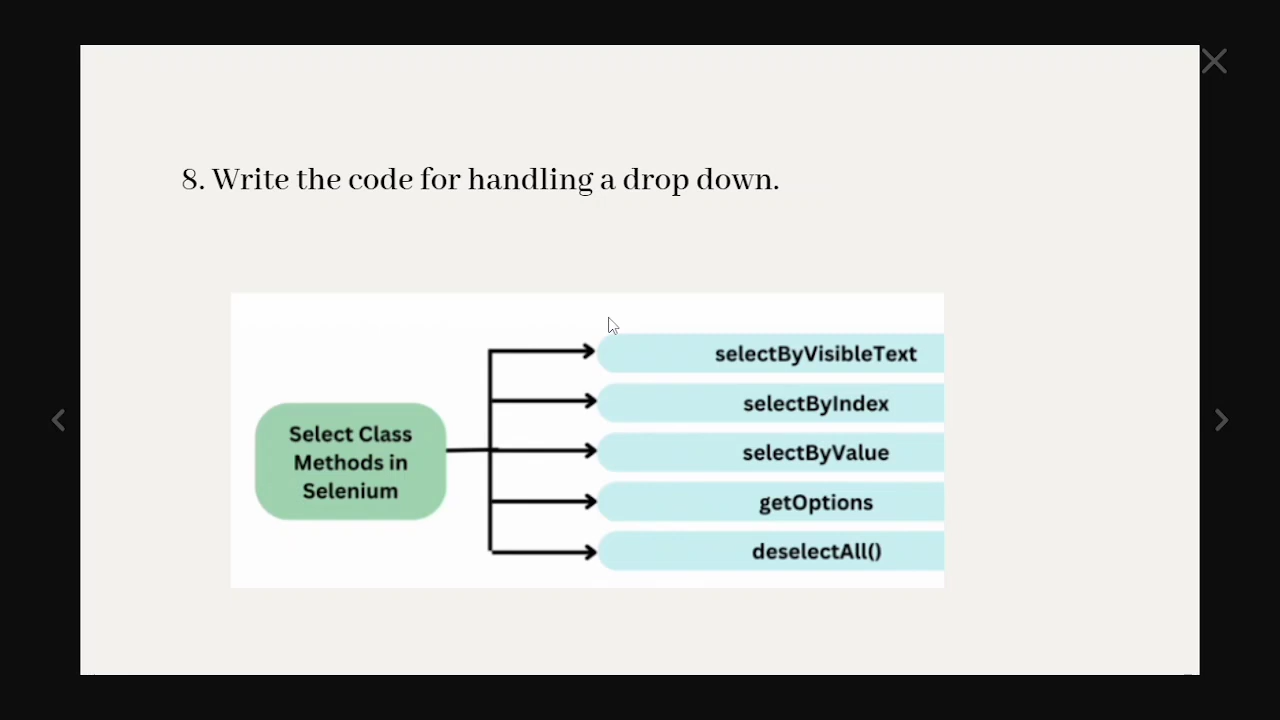 8. Write the code for handling a drop down.
Select Class
Methods in
Selenium
selectByVisibleText
selectByIndex
selectByValue
getOptions
deselectAll()